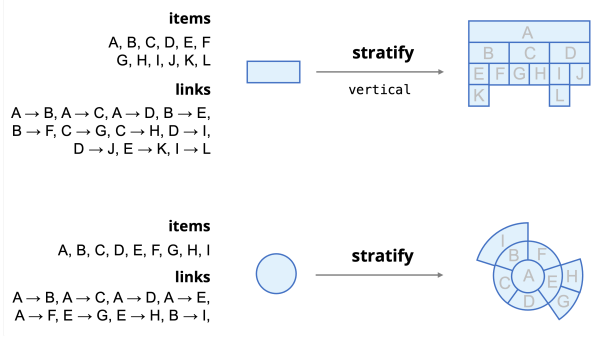 items
A, B, C, D, E, F
G, H, I, J, K, L
links
A → B, A → C, A → D, B → E,
B → F, C → G, C → H, D → I,
D → J, E → K, I → L
stratify
vertical
A
B C D
E F G H I J
K L
items
A, B, C, D, E, F, G, H, I
links
A → B, A → C, A → D, A → E,
A → F, E → G, E → H, B → I,
stratify
I
B F
A
C E H
D G